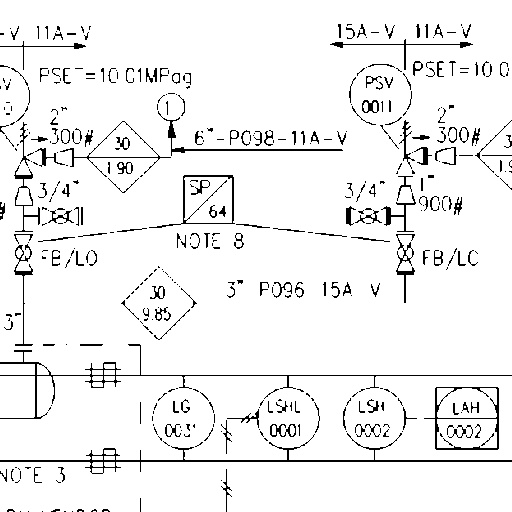 -V 11A-V
15A-V 11A-V
PSET=10.01MPag
PSV
0011
PSET=10.0
1
2"
300#
30
1.90
6"-P098-11A-V
2"
300#
3/4"
SP
64
3/4"
1"
900#
NOTE 8
FB/LO
FB/LC
30
9.85
3" P096 15A V
3"
LG
0031
LSHL
0001
LSH
0002
LAH
0002
NOTE 3